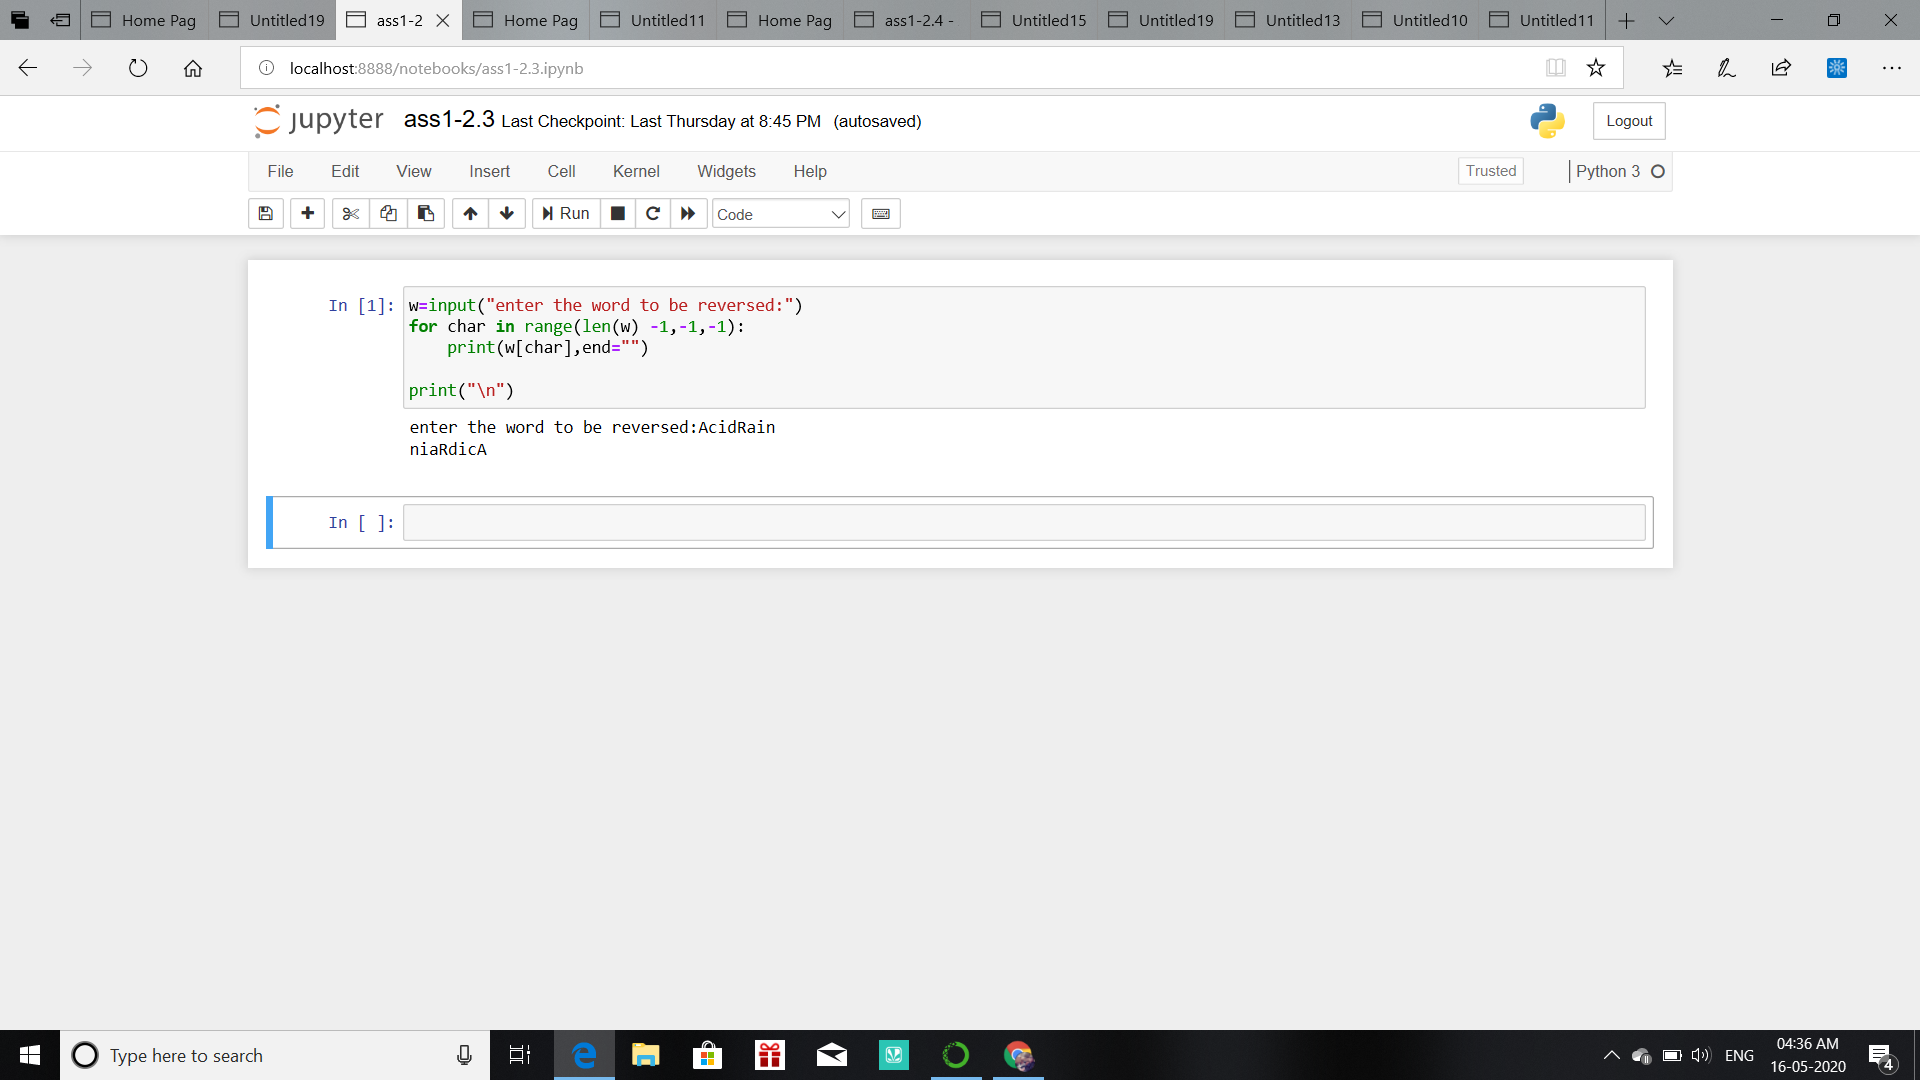 Home Pag Untitled19 ass1-2 Home Pag Untitled11 Home Pag ass1-2.4 - Untitled15 Untitled19 Untitled13 Untitled10 Untitled11
localhost:8888/notebooks/ass1-2.3.ipynb
jupyter ass1-2.3 Last Checkpoint: Last Thursday at 8:45 PM (autosaved) Logout
File Edit View Insert Cell Kernel Widgets Help Trusted Python 3
Run Code
In [1]: w=input("enter the word to be reversed:")
for char in range(len(w) -1,-1,-1):
    print(w[char],end="")
print("\n")
enter the word to be reversed:AcidRain
niaRdicA
In [ ]:
Type here to search ENG 04:36 AM
16-05-2020 4